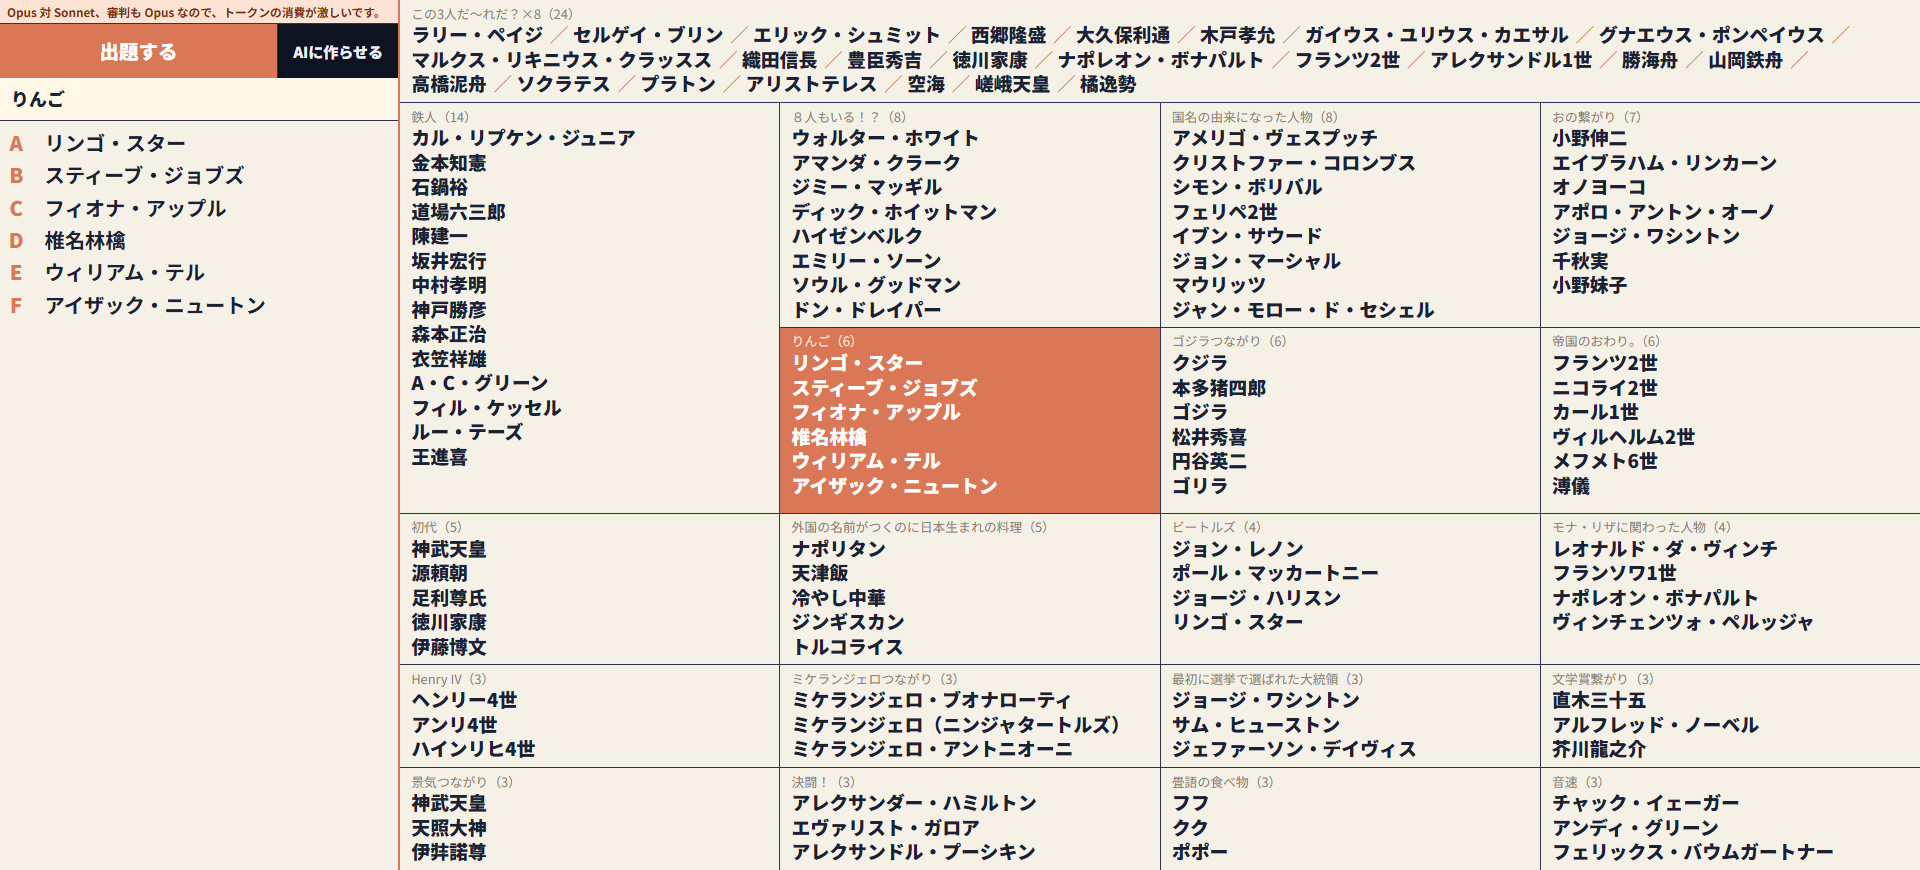 Opus 対 Sonnet、審判も Opus なので、トークンの消費が激しいです。
出題する
AIに作らせる
りんご
A リンゴ・スター
B スティーブ・ジョブズ
C フィオナ・アップル
D 椎名林檎
E ウィリアム・テル
F アイザック・ニュートン
この3人だ〜れだ？×8（24）
ラリー・ペイジ ／ セルゲイ・ブリン ／ エリック・シュミット ／ 西郷隆盛 ／ 大久保利通 ／ 木戸孝允 ／ ガイウス・ユリウス・カエサル ／ グナエウス・ポンペイウス ／
マルクス・リキニウス・クラッスス ／ 織田信長 ／ 豊臣秀吉 ／ 徳川家康 ／ ナポレオン・ボナパルト ／ フランツ2世 ／ アレクサンドル1世 ／ 勝海舟 ／ 山岡鉄舟 ／
高橋泥舟 ／ ソクラテス ／ プラトン ／ アリストテレス ／ 空海 ／ 嵯峨天皇 ／ 橘逸勢
鉄人（14）
カル・リプケン・ジュニア
金本知憲
石鍋裕
道場六三郎
陳建一
坂井宏行
中村孝明
神戸勝彦
森本正治
衣笠祥雄
A・C・グリーン
フィル・ケッセル
ルー・テーズ
王進喜
８人もいる！？（8）
ウォルター・ホワイト
アマンダ・クラーク
ジミー・マッギル
ディック・ホイットマン
ハイゼンベルク
エミリー・ソーン
ソウル・グッドマン
ドン・ドレイパー
国名の由来になった人物（8）
アメリゴ・ヴェスプッチ
クリストファー・コロンブス
シモン・ボリバル
フェリペ2世
イブン・サウード
ジョン・マーシャル
マウリッツ
ジャン・モロー・ド・セシェル
おの繋がり（7）
小野伸二
エイブラハム・リンカーン
オノヨーコ
アポロ・アントン・オーノ
ジョージ・ワシントン
千秋実
小野妹子
りんご（6）
リンゴ・スター
スティーブ・ジョブズ
フィオナ・アップル
椎名林檎
ウィリアム・テル
アイザック・ニュートン
ゴジラつながり（6）
クジラ
本多猪四郎
ゴジラ
松井秀喜
円谷英二
ゴリラ
帝国のおわり。（6）
フランツ2世
ニコライ2世
カール1世
ヴィルヘルム2世
メフメト6世
溥儀
初代（5）
神武天皇
源頼朝
足利尊氏
徳川家康
伊藤博文
外国の名前がつくのに日本生まれの料理（5）
ナポリタン
天津飯
冷やし中華
ジンギスカン
トルコライス
ビートルズ（4）
ジョン・レノン
ポール・マッカートニー
ジョージ・ハリスン
リンゴ・スター
モナ・リザに関わった人物（4）
レオナルド・ダ・ヴィンチ
フランソワ1世
ナポレオン・ボナパルト
ヴィンチェンツォ・ペルッジャ
Henry IV（3）
ヘンリー4世
アンリ4世
ハインリヒ4世
ミケランジェロつながり（3）
ミケランジェロ・ブオナローティ
ミケランジェロ（ニンジャタートルズ）
ミケランジェロ・アントニオーニ
最初に選挙で選ばれた大統領（3）
ジョージ・ワシントン
サム・ヒューストン
ジェファーソン・デイヴィス
文学賞繋がり（3）
直木三十五
アルフレッド・ノーベル
芥川龍之介
景気つながり（3）
神武天皇
天照大神
伊弉諾尊
決闘！（3）
アレクサンダー・ハミルトン
エヴァリスト・ガロア
アレクサンドル・プーシキン
畳語の食べ物（3）
フフ
クク
ポポー
音速（3）
チャック・イェーガー
アンディ・グリーン
フェリックス・バウムガートナー